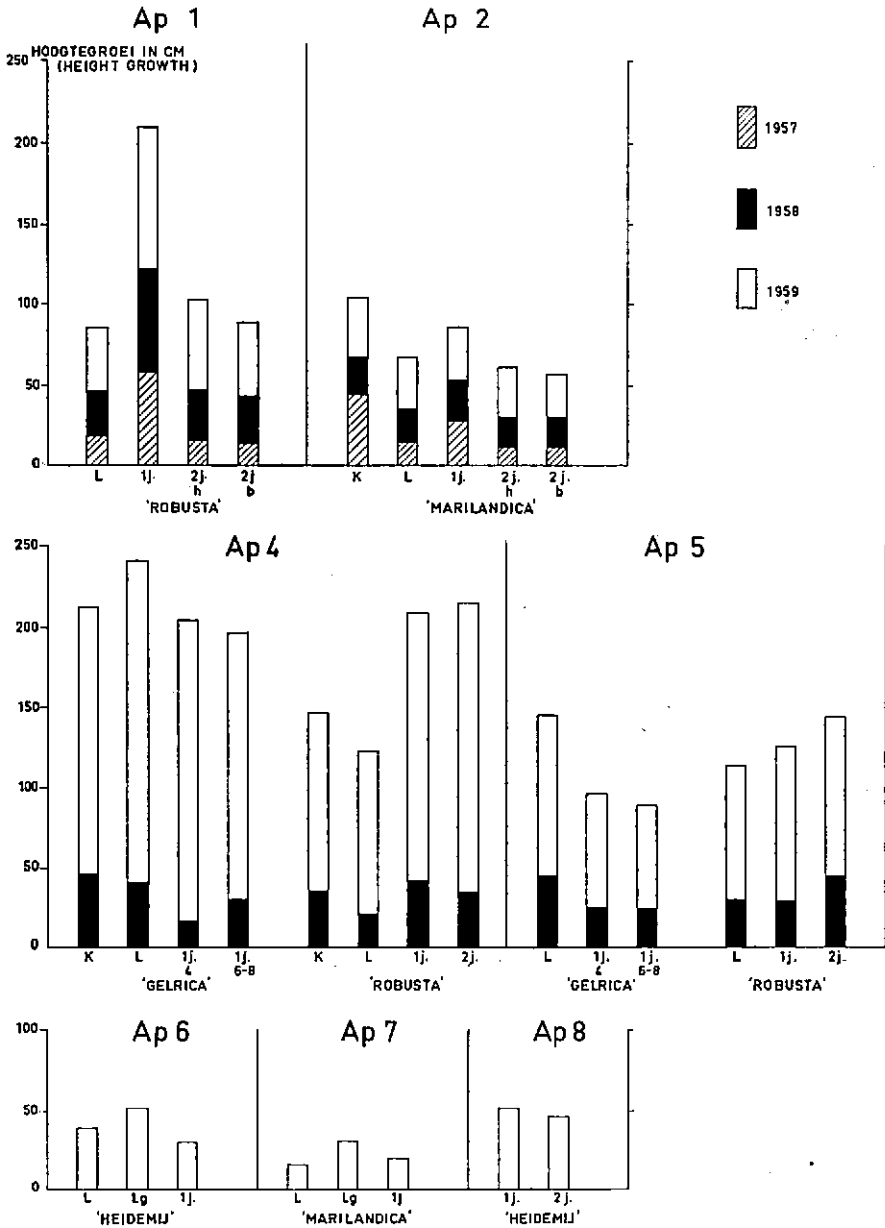 Ap 1 Ap 2
HOOGTEGROEI IN CM
(HEIGHT GROWTH)
250
200
150
100
50
0
1957
1958
1959
L 1j. 2j. 2j K L 1j. 2j. 2j.
h b h b
'ROBUSTA' 'MARILANDICA'
Ap 4 Ap 5
250
200
150
100
50
0
K L 1j. 1j. K L 1j. 2j. L 1j. 1j. L 1j. 2j.
4 6-8 4 6-8
'GELRICA' 'ROBUSTA' 'GELRICA' 'ROBUSTA'
Ap 6 Ap 7 Ap 8
100
50
0
L Lg 1j. L Lg 1j 1j. 2j.
'HEIDEMIJ' 'MARILANDICA' 'HEIDEMIJ'